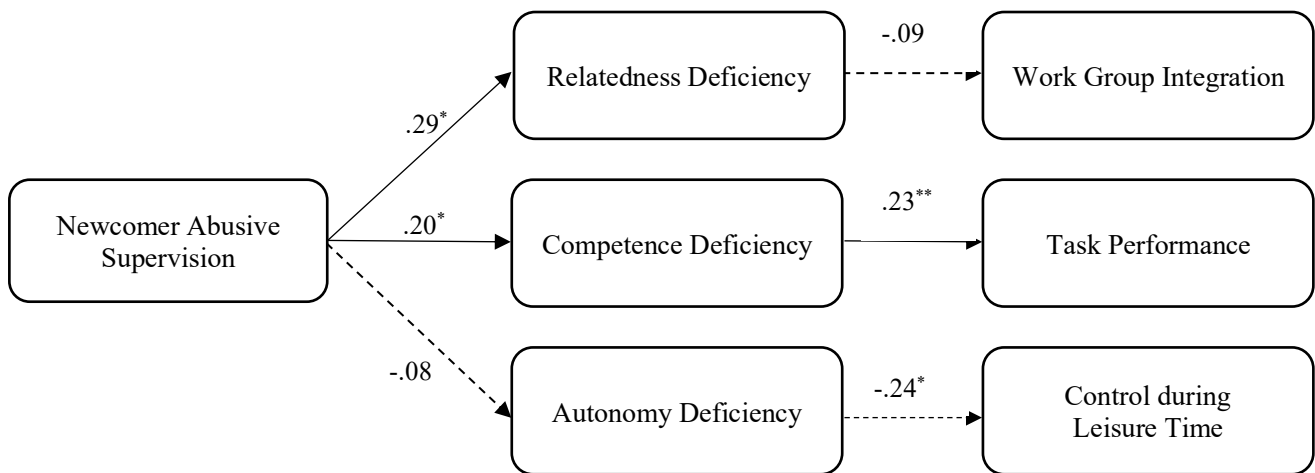 Relatedness Deficiency
-.09
Work Group Integration
.29*
Newcomer Abusive
Supervision
.20*
Competence Deficiency
.23**
Task Performance
-.08
Autonomy Deficiency
-.24*
Control during
Leisure Time